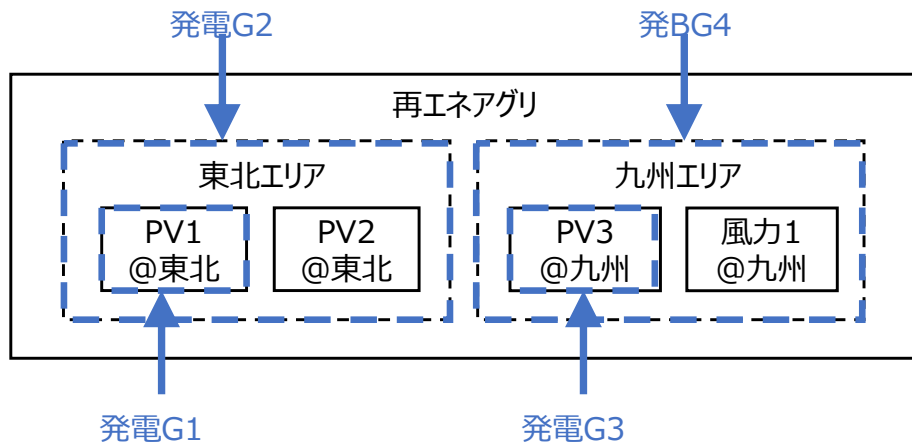 発電G2
発BG4
再エネアグリ
東北エリア
九州エリア
PV1
@東北
PV2
@東北
PV3
@九州
風力1
@九州
発電G1
発電G3